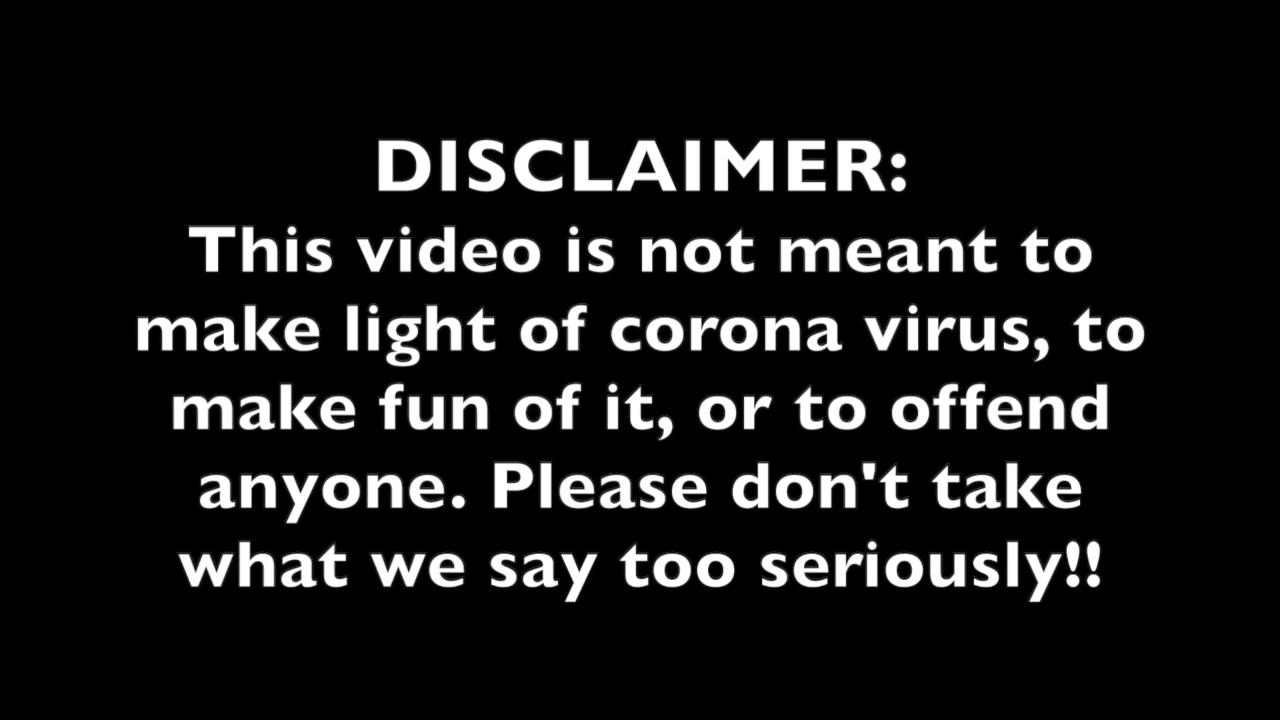 DISCLAIMER:
This video is not meant to
make light of corona virus, to
make fun of it, or to offend
anyone. Please don't take
what we say too seriously!!